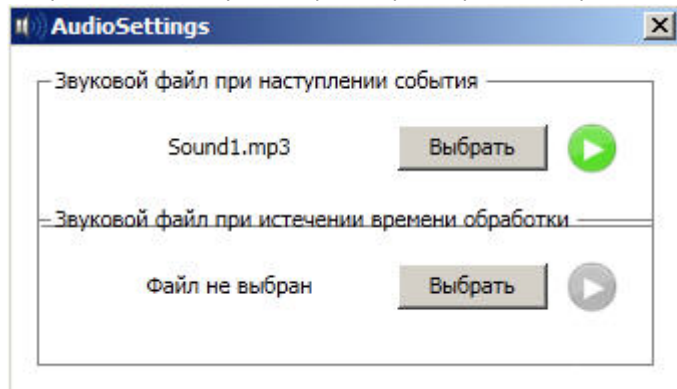 AudioSettings
Звуковой файл при наступлении события
Sound1.mp3 Выбрать
Звуковой файл при истечении времени обработки
Файл не выбран Выбрать